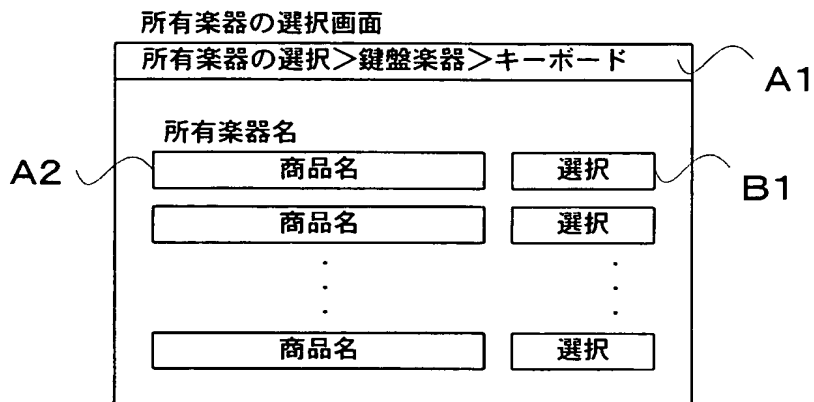 所有楽器の選択画面
所有楽器の選択>鍵盤楽器>キーボード
A1
所有楽器名
A2 商品名 選択 B1
商品名 選択
商品名 選択